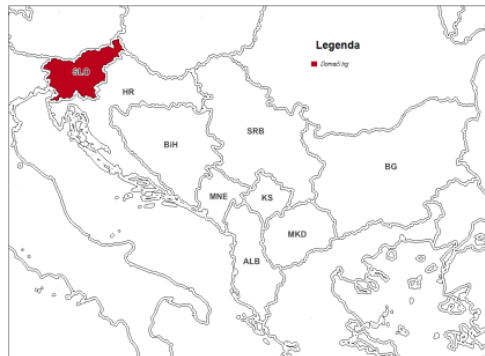 Legenda
Domači trg
SLO
HR
BiH
SRB
BG
MNE
KS
MKD
ALB